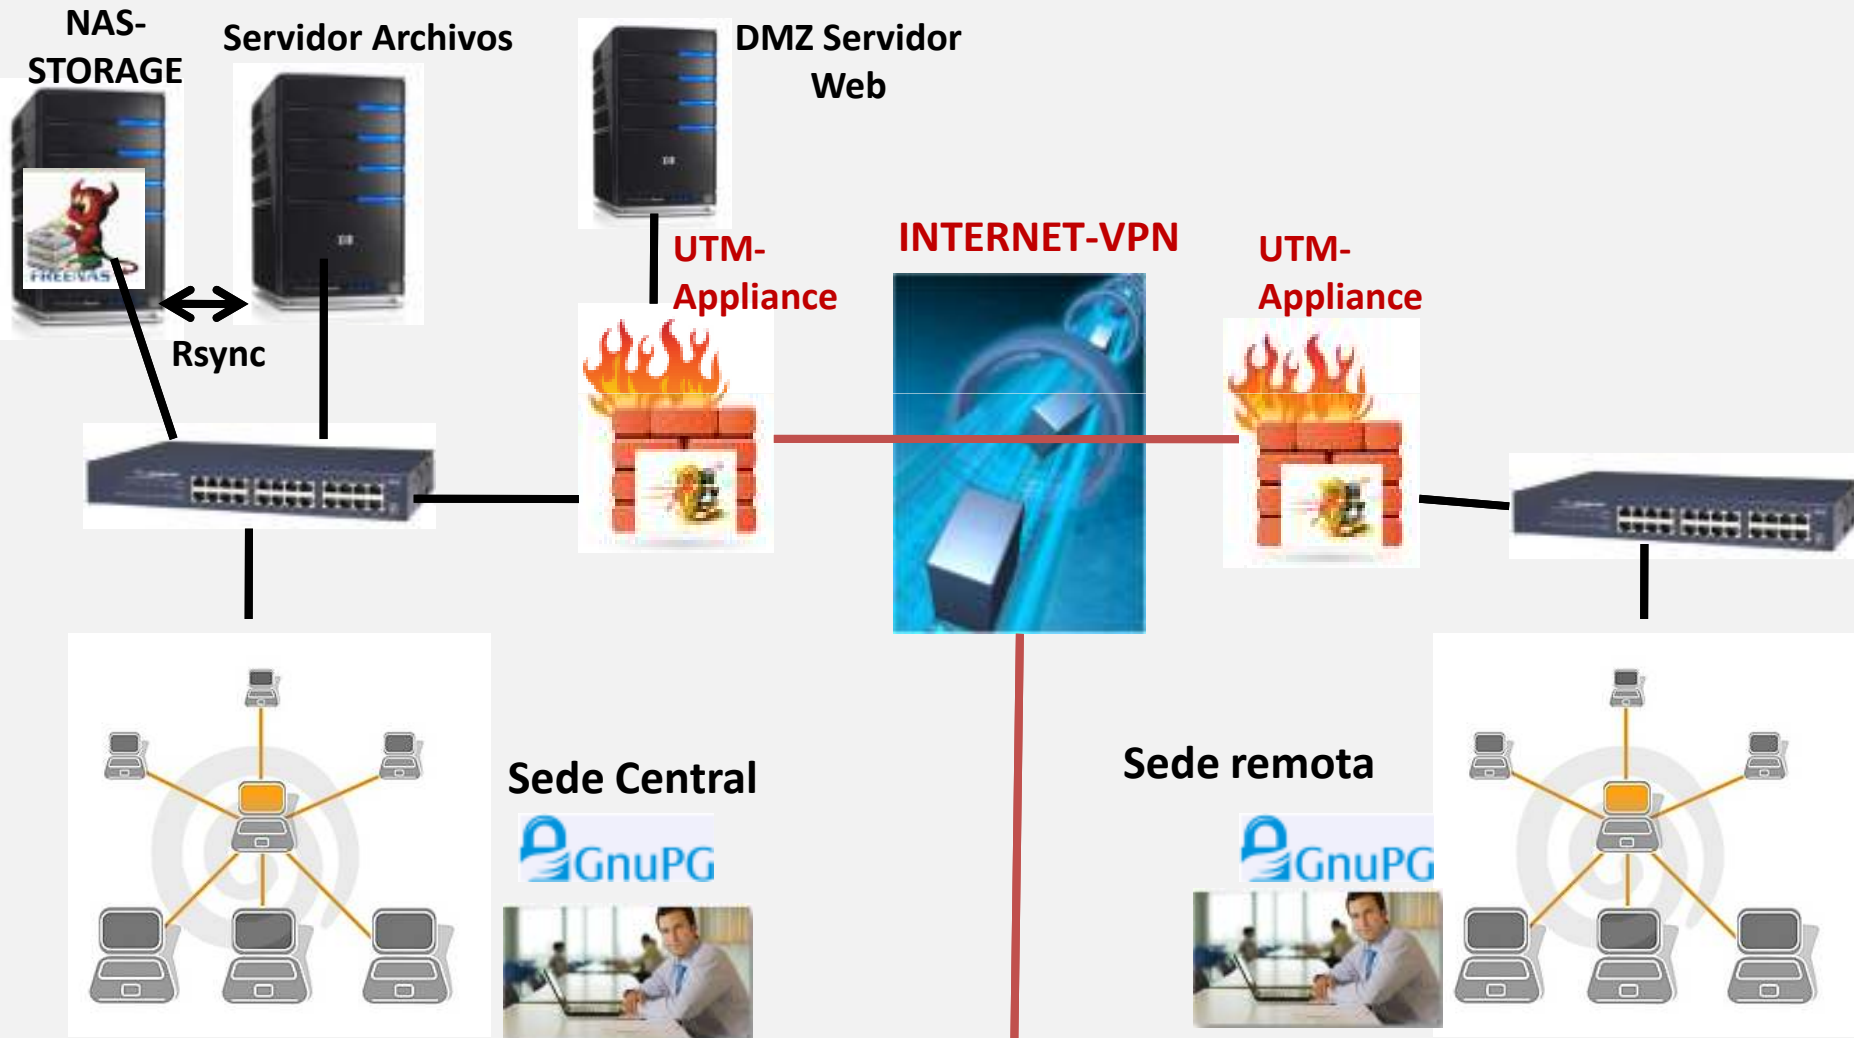 NAS-
STORAGE
Servidor Archivos
DMZ Servidor
Web
FREENAS
Rsync
UTM-
Appliance
INTERNET-VPN
UTM-
Appliance
Sede Central
GnuPG
Sede remota
GnuPG